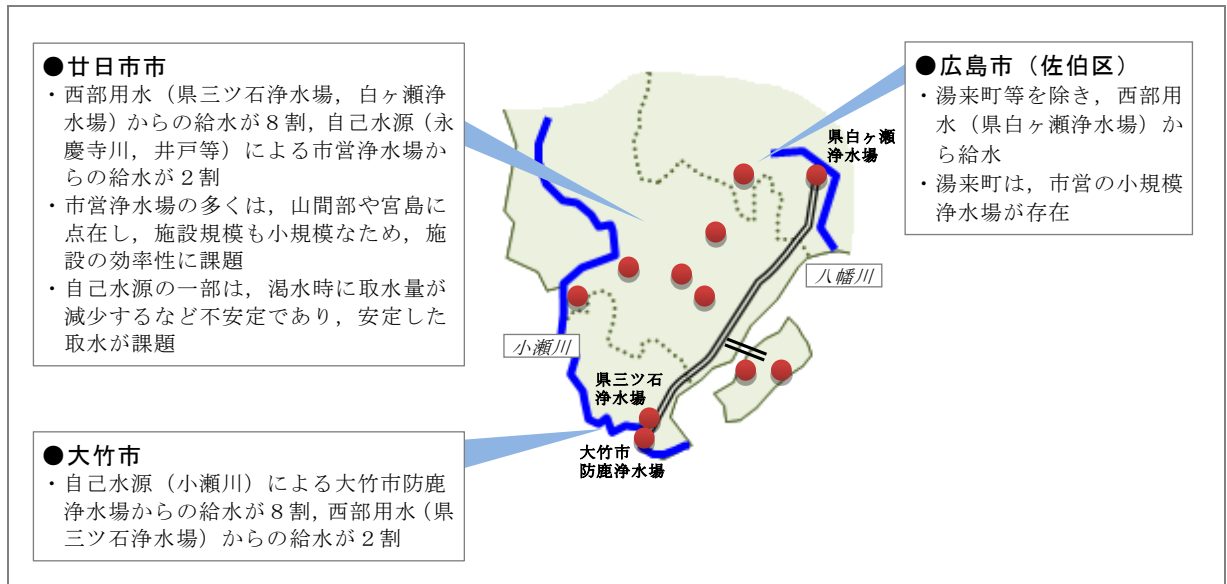 ●廿日市市
・西部用水（県三ツ石浄水場，白ヶ瀬浄
水場）からの給水が８割，自己水源（永
慶寺川，井戸等）による市営浄水場か
らの給水が２割
・市営浄水場の多くは，山間部や宮島に
点在し，施設規模も小規模なため，施
設の効率性に課題
・自己水源の一部は，渇水時に取水量が
減少するなど不安定であり，安定した
取水が課題
●広島市（佐伯区）
・湯来町等を除き，西部用
水（県白ヶ瀬浄水場）か
ら給水
・湯来町は，市営の小規模
浄水場が存在
県白ヶ瀬
浄水場
八幡川
小瀬川
県三ツ石
浄水場
大竹市
防鹿浄水場
●大竹市
・自己水源（小瀬川）による大竹市防鹿
浄水場からの給水が８割，西部用水（県
三ツ石浄水場）からの給水が２割